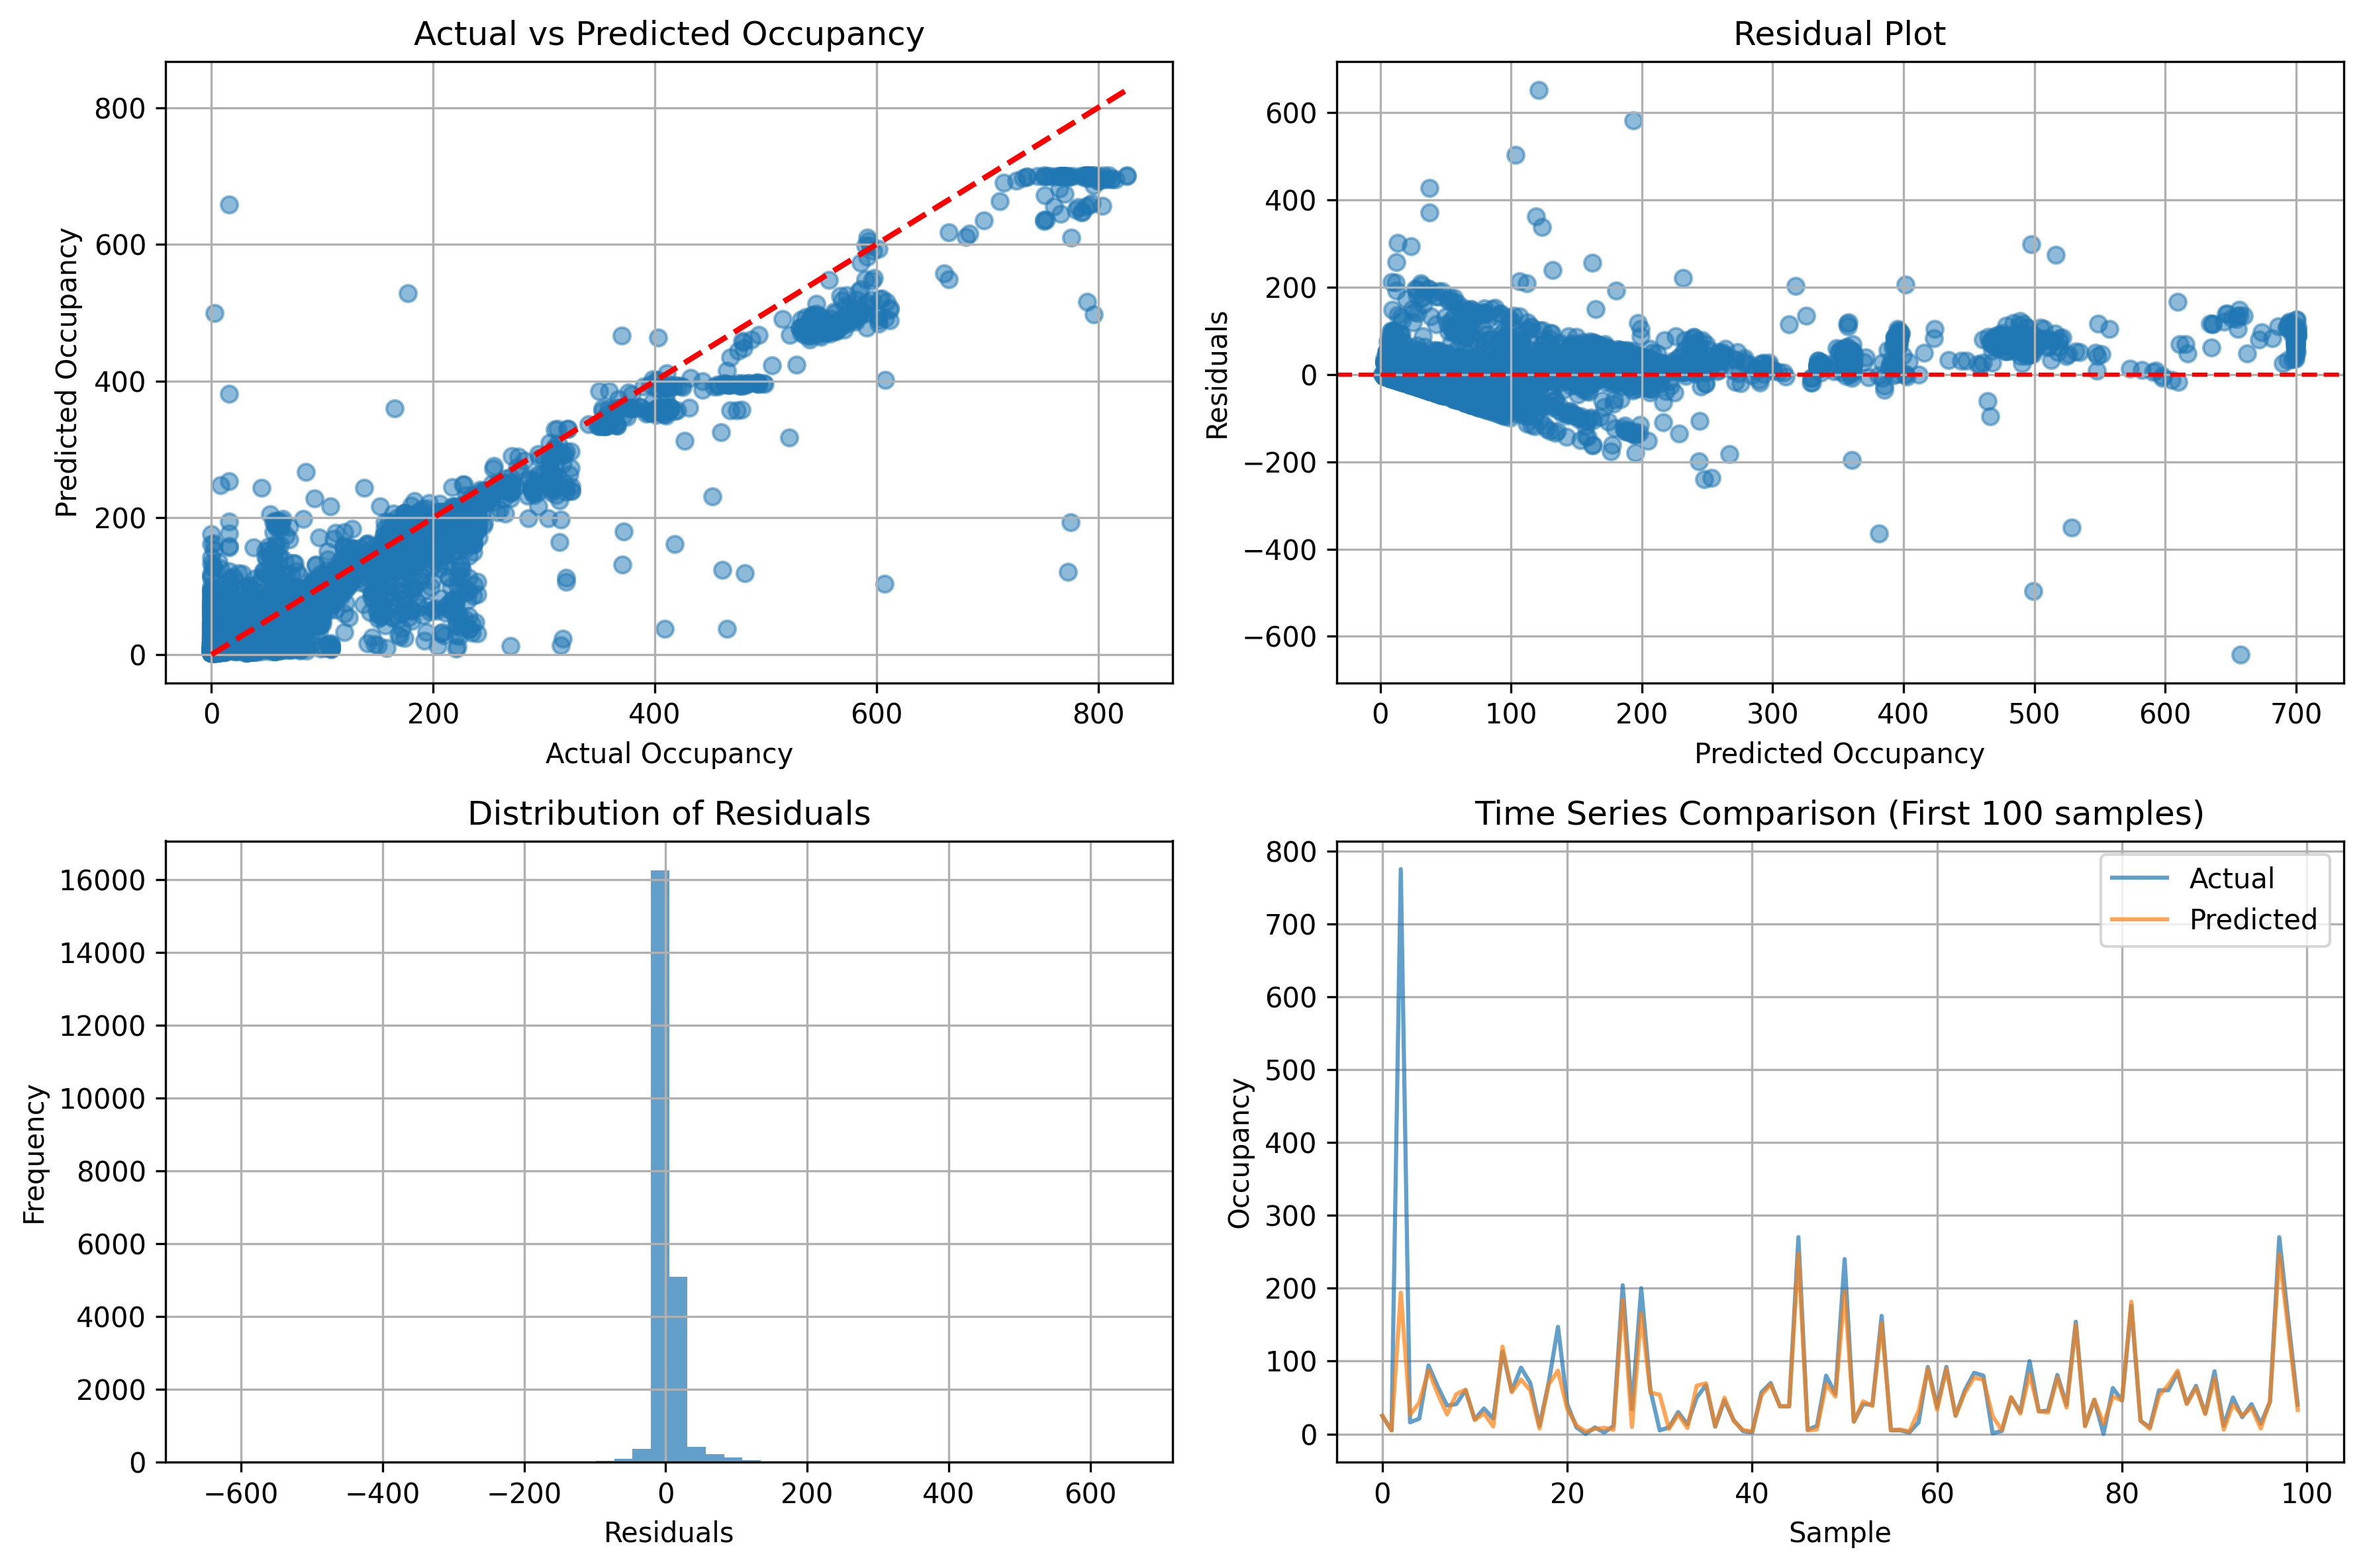 Actual vs Predicted Occupancy
800
600
400
200
0
0 200 400 600 800
Predicted Occupancy
Actual Occupancy
Residual Plot
600
400
200
0
−200
−400
−600
0 100 200 300 400 500 600 700
Residuals
Predicted Occupancy
Distribution of Residuals
16000
14000
12000
10000
8000
6000
4000
2000
0
−600 −400 −200 0 200 400 600
Frequency
Residuals
Time Series Comparison (First 100 samples)
800
700
600
500
400
300
200
100
0
0 20 40 60 80 100
Occupancy
Sample
Actual
Predicted